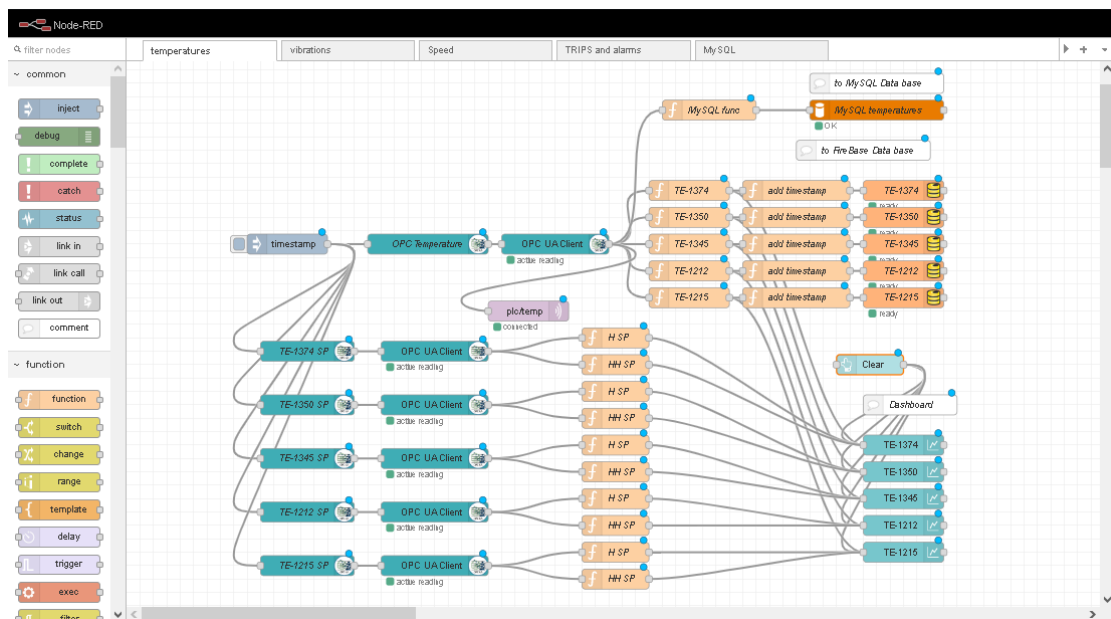 Node-RED
filter nodes
temperatures
vibrations
Speed
TRIPS and alarms
MySQL
common
inject
debug
complete
catch
status
link in
link call
link out
comment
function
function
switch
change
range
template
delay
trigger
exec
filter
to MySQL Data base
MySQL func
MySQL temperatures
OK
to FireBase Data base
TE-1374
add timestamp
TE-1374
ready
TE-1350
add timestamp
TE-1350
ready
timestamp
OPC Temperature
OPC UA Client
active reading
TE-1345
add timestamp
TE-1345
ready
TE-1212
add timestamp
TE-1212
ready
TE-1215
add timestamp
TE-1215
ready
plc/temp
connected
TE-1374 SP
OPC UA Client
active reading
H SP
HH SP
Clear
Dashboard
TE-1350 SP
OPC UA Client
active reading
H SP
HH SP
TE-1345 SP
OPC UA Client
active reading
H SP
HH SP
TE-1212 SP
OPC UA Client
active reading
H SP
HH SP
TE-1215 SP
OPC UA Client
active reading
H SP
HH SP
TE-1374
TE-1350
TE-1345
TE-1212
TE-1215